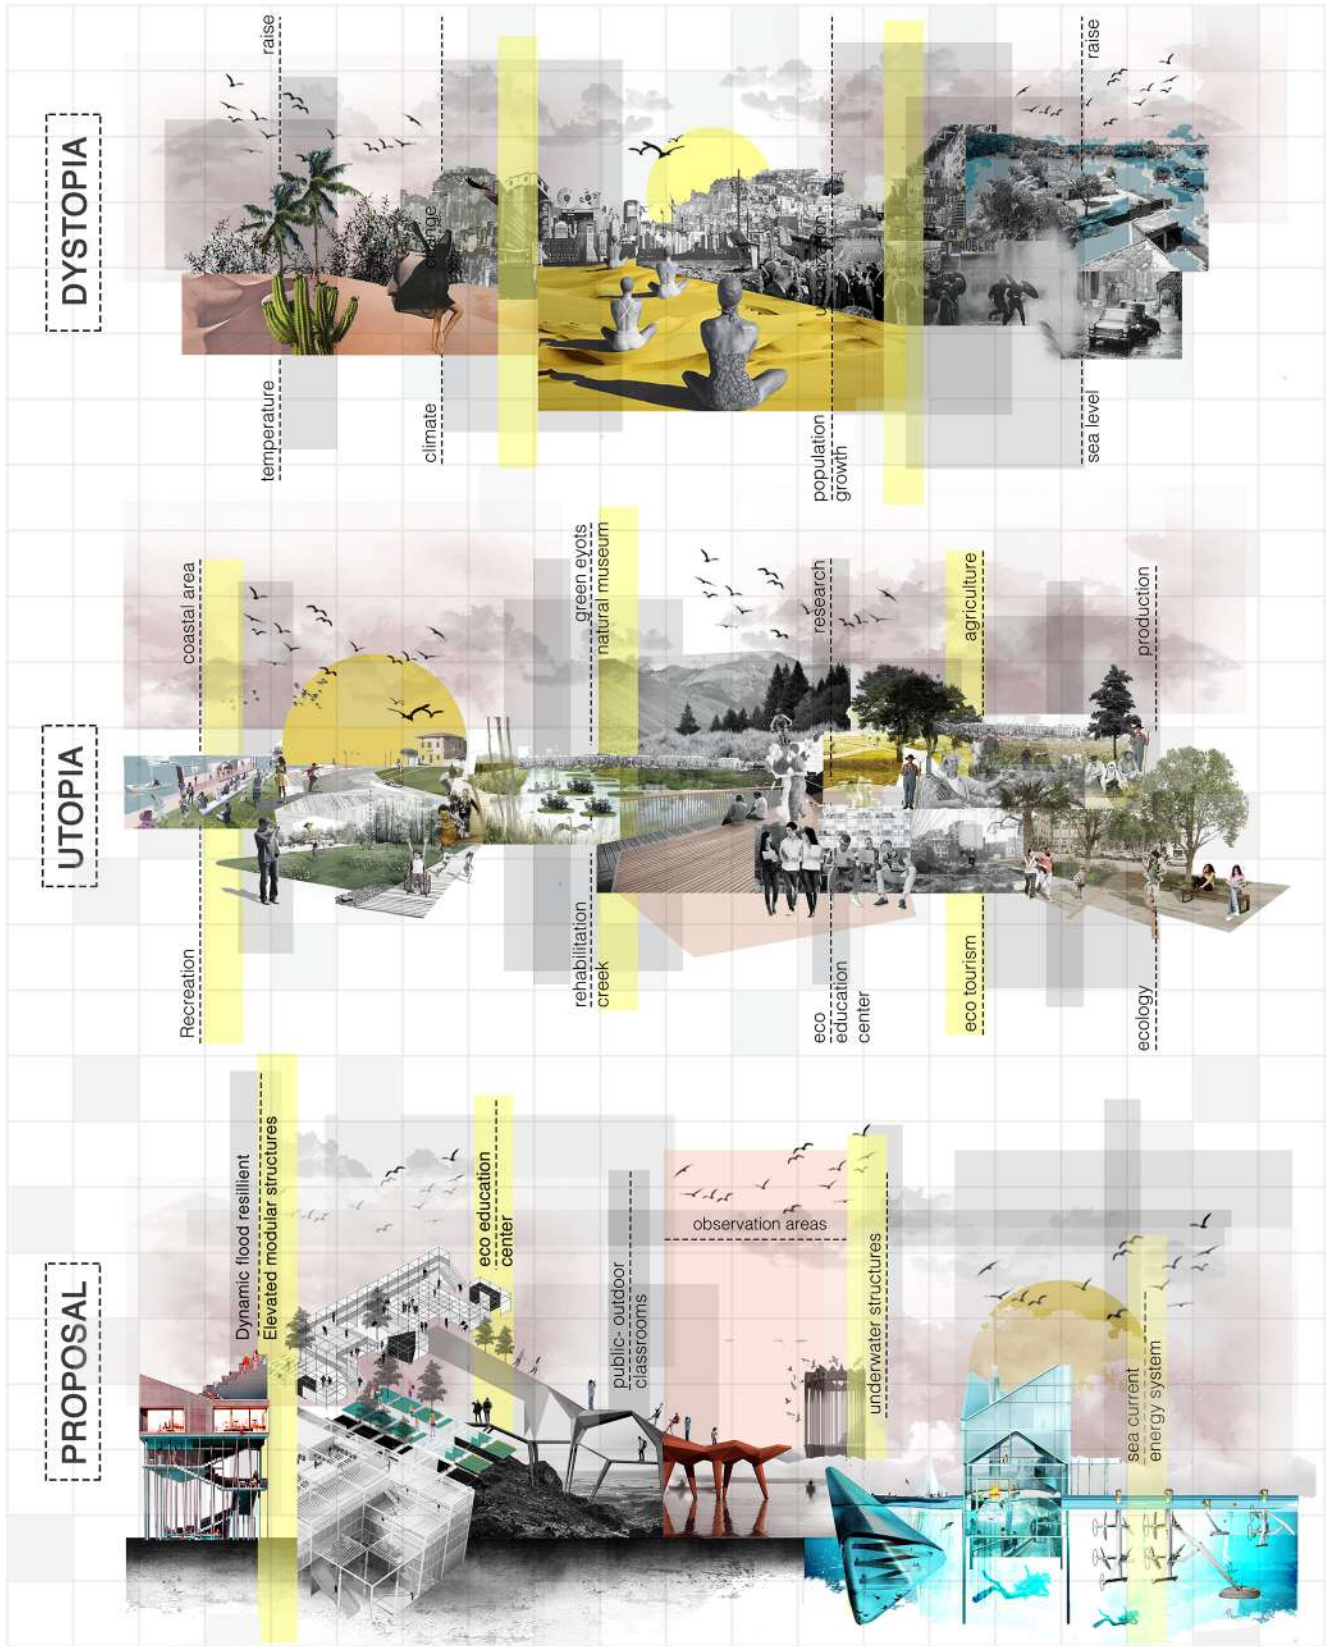 DYSTOPIA
temperature
raise
climate
change
population
growth
sea level
raise
UTOPIA
Recreation
coastal area
rehabilitation
creek
green eyots
natural museum
eco
education
center
research
eco tourism
agriculture
ecology
production
PROPOSAL
Dynamic flood resillient
Elevated modular structures
eco education
center
public- outdoor
classrooms
observation areas
underwater structures
sea current
energy system